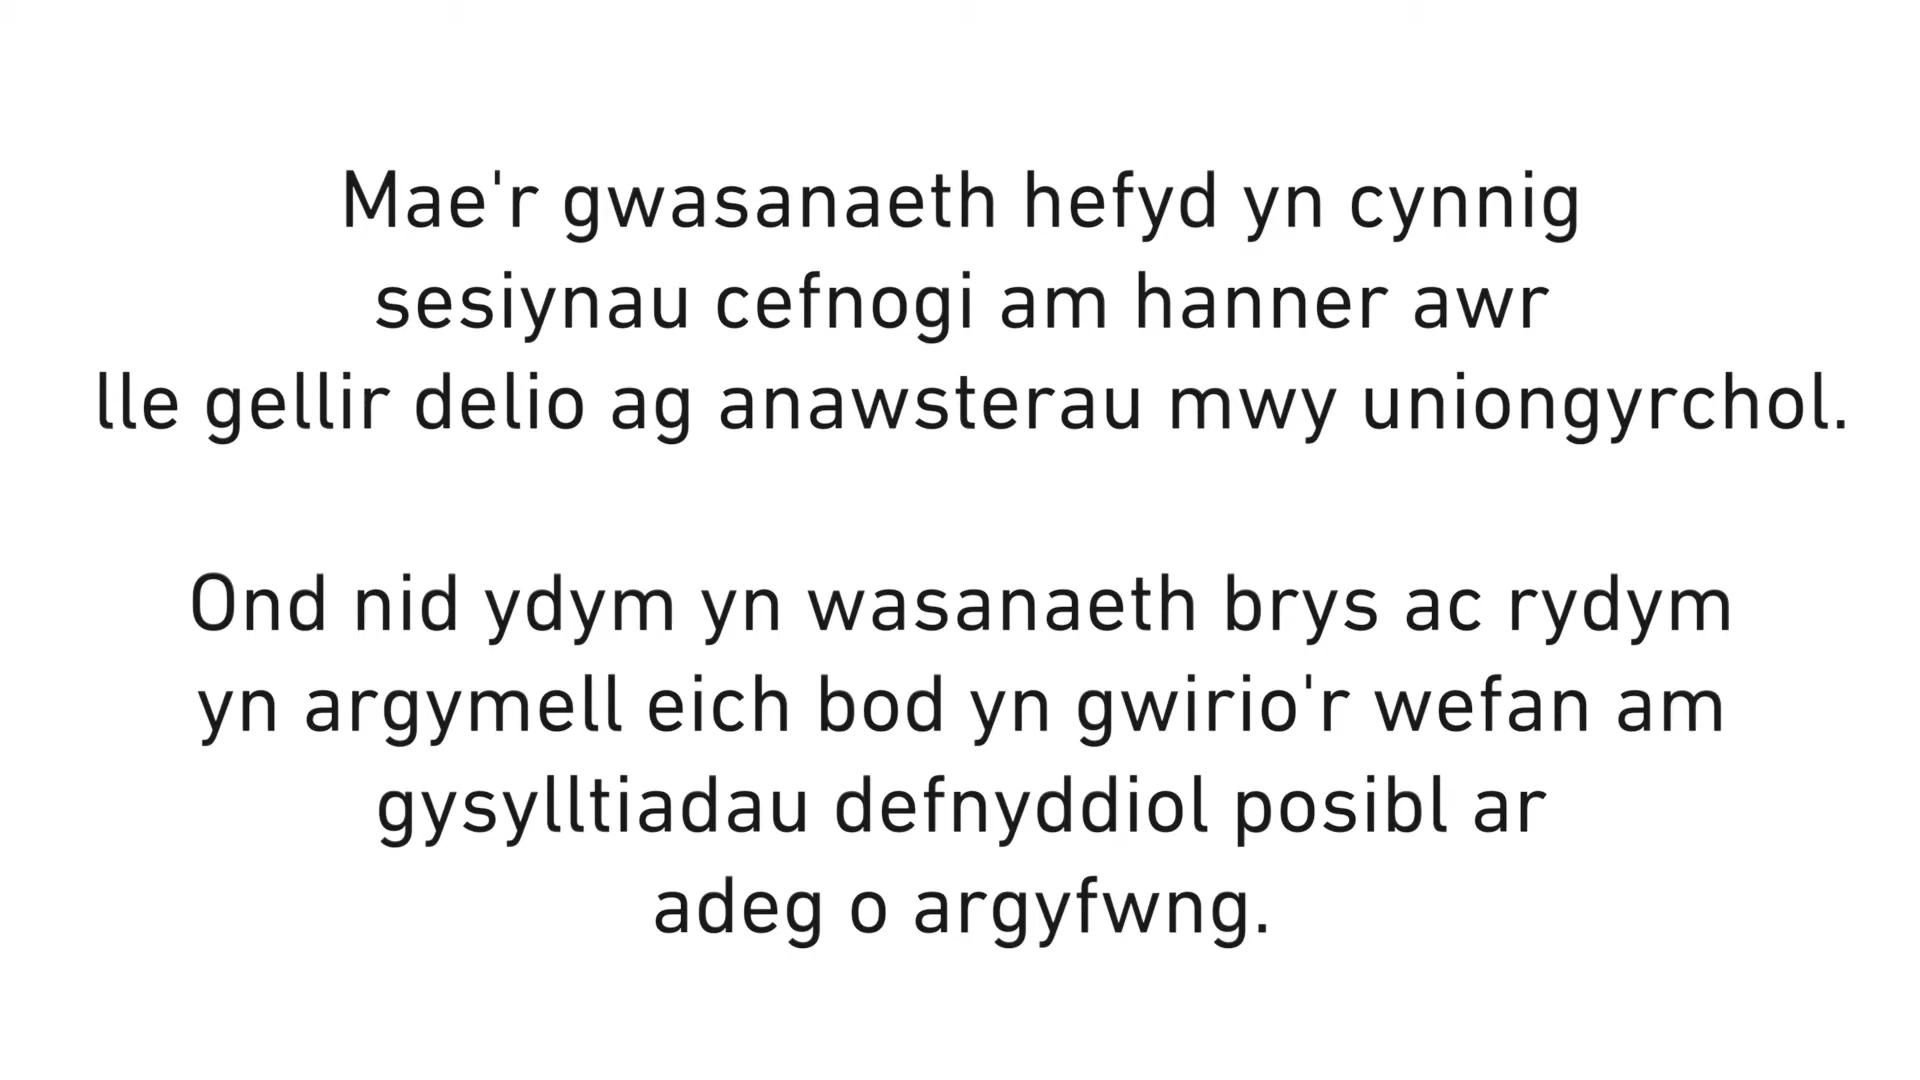 Mae'r gwasanaeth hefyd yn cynnig
sesiynau cefnogi am hanner awr
lle gellir delio ag anawsterau mwy uniongyrchol.
Ond nid ydym yn wasanaeth brys ac rydym
yn argymell eich bod yn gwirio'r wefan am
gysylltiadau defnyddiol posibl ar
adeg o argyfwng.